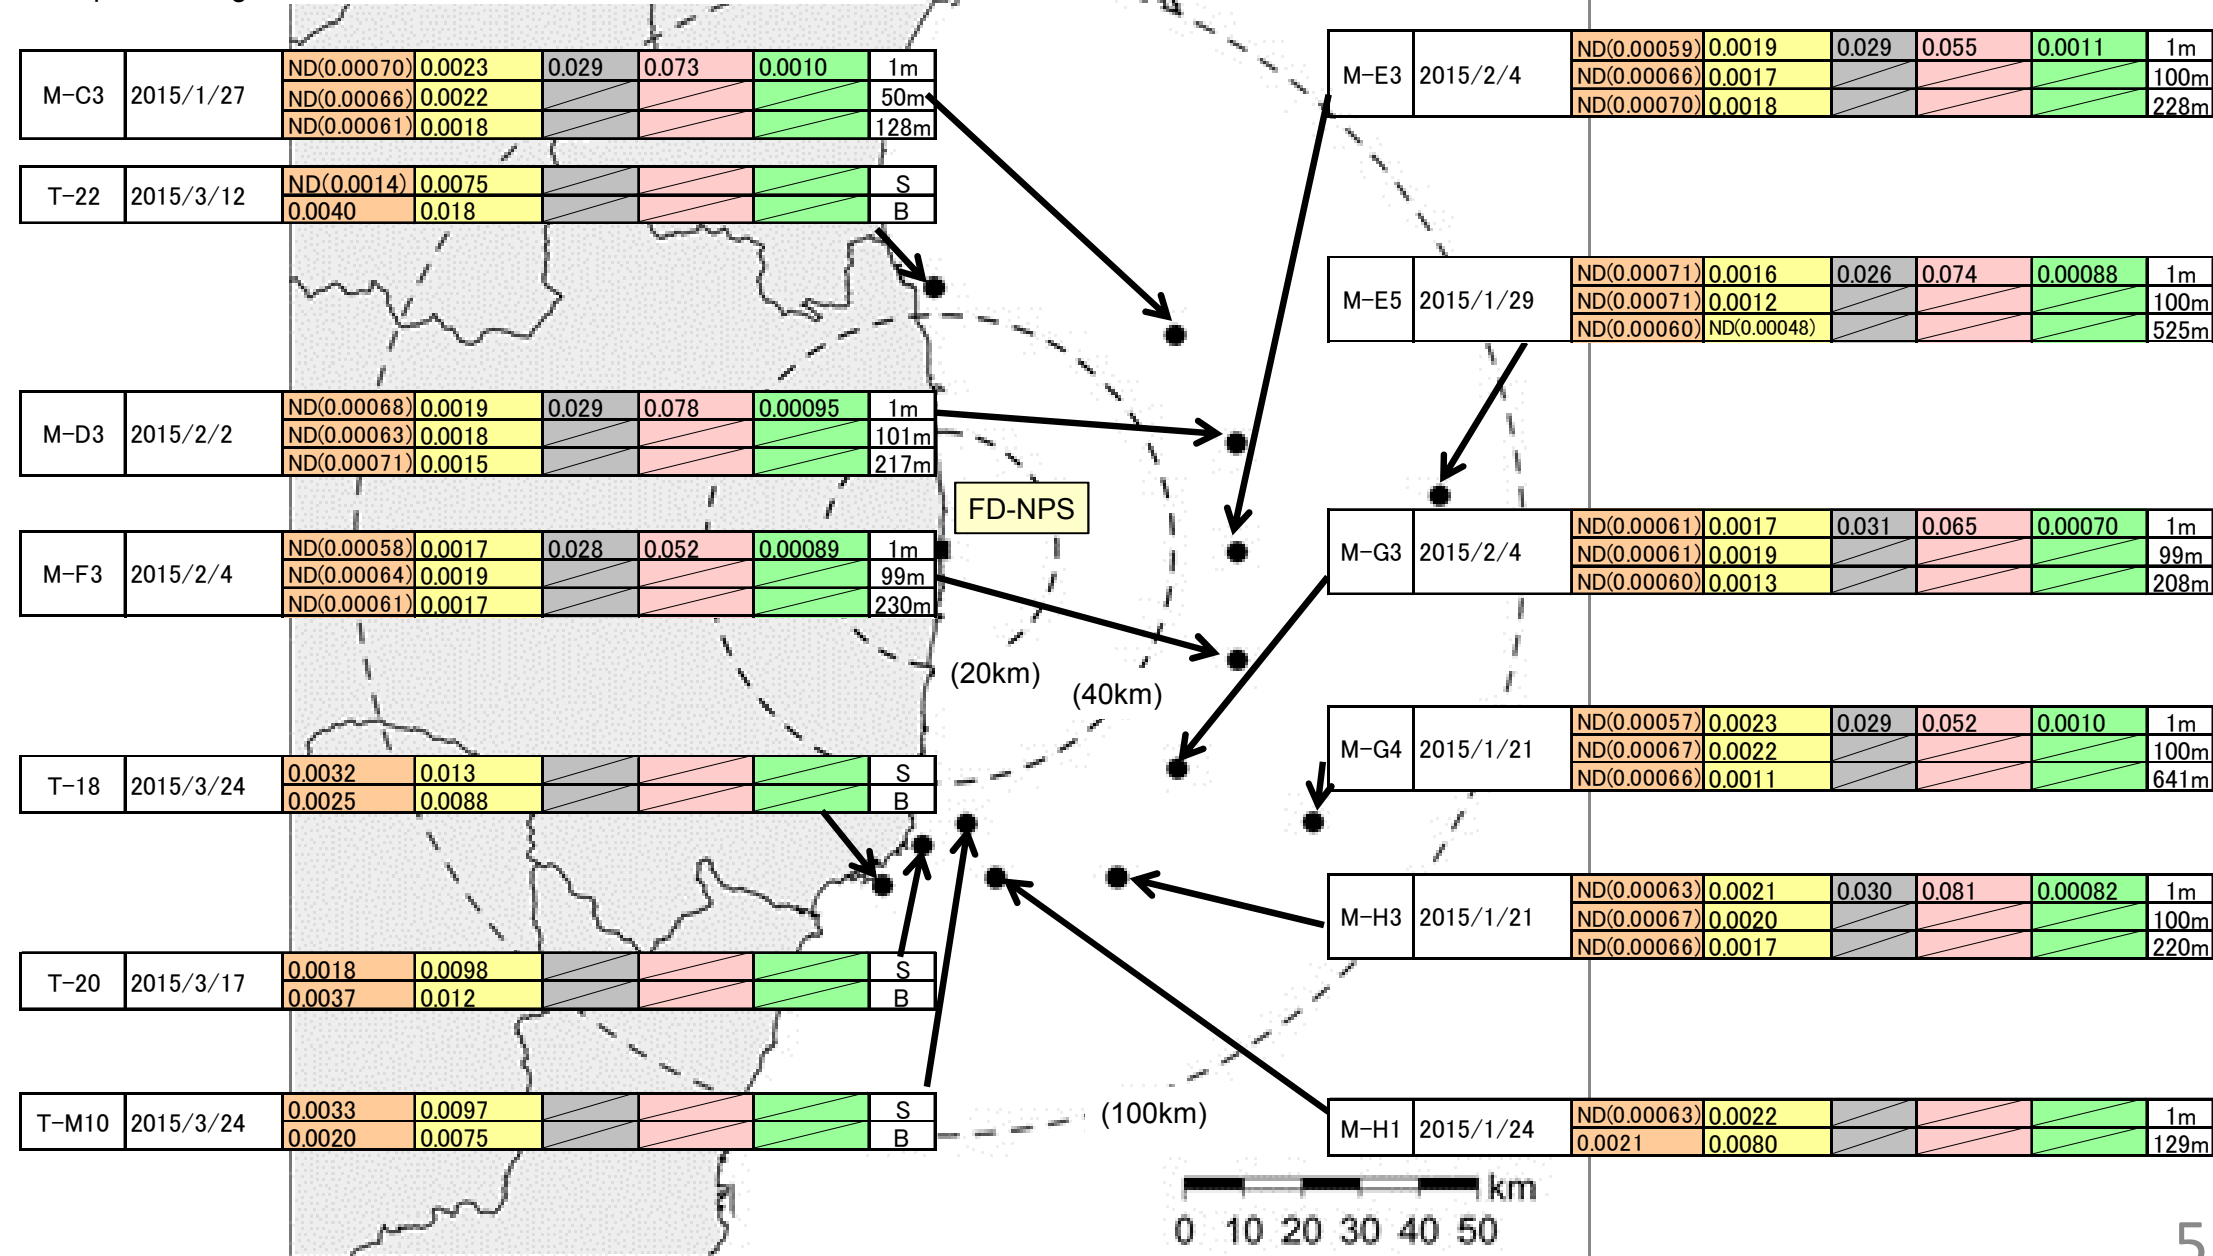 M-C3 2015/1/27 ND(0.00070) 0.0023 0.029 0.073 0.0010 1m
ND(0.00066) 0.0022 50m
ND(0.00061) 0.0018 128m
T-22 2015/3/12 ND(0.0014) 0.0075 S
0.0040 0.018 B
M-D3 2015/2/2 ND(0.00068) 0.0019 0.029 0.078 0.00095 1m
ND(0.00063) 0.0018 101m
ND(0.00071) 0.0015 217m
M-F3 2015/2/4 ND(0.00058) 0.0017 0.028 0.052 0.00089 1m
ND(0.00064) 0.0019 99m
ND(0.00061) 0.0017 230m
T-18 2015/3/24 0.0032 0.013 S
0.0025 0.0088 B
T-20 2015/3/17 0.0018 0.0098 S
0.0037 0.012 B
T-M10 2015/3/24 0.0033 0.0097 S
0.0020 0.0075 B
FD-NPS
(20km)
(40km)
(100km)
M-E3 2015/2/4 ND(0.00059) 0.0019 0.029 0.055 0.0011 1m
ND(0.00066) 0.0017 100m
ND(0.00070) 0.0018 228m
M-E5 2015/1/29 ND(0.00071) 0.0016 0.026 0.074 0.00088 1m
ND(0.00071) 0.0012 100m
ND(0.00060) ND(0.00048) 525m
M-G3 2015/2/4 ND(0.00061) 0.0017 0.031 0.065 0.00070 1m
ND(0.00061) 0.0019 99m
ND(0.00060) 0.0013 208m
M-G4 2015/1/21 ND(0.00057) 0.0023 0.029 0.052 0.0010 1m
ND(0.00067) 0.0022 100m
ND(0.00066) 0.0011 641m
M-H3 2015/1/21 ND(0.00063) 0.0021 0.030 0.081 0.00082 1m
ND(0.00067) 0.0020 100m
ND(0.00066) 0.0017 220m
M-H1 2015/1/24 ND(0.00063) 0.0022 1m
0.0021 0.0080 129m
km
0 10 20 30 40 50
5